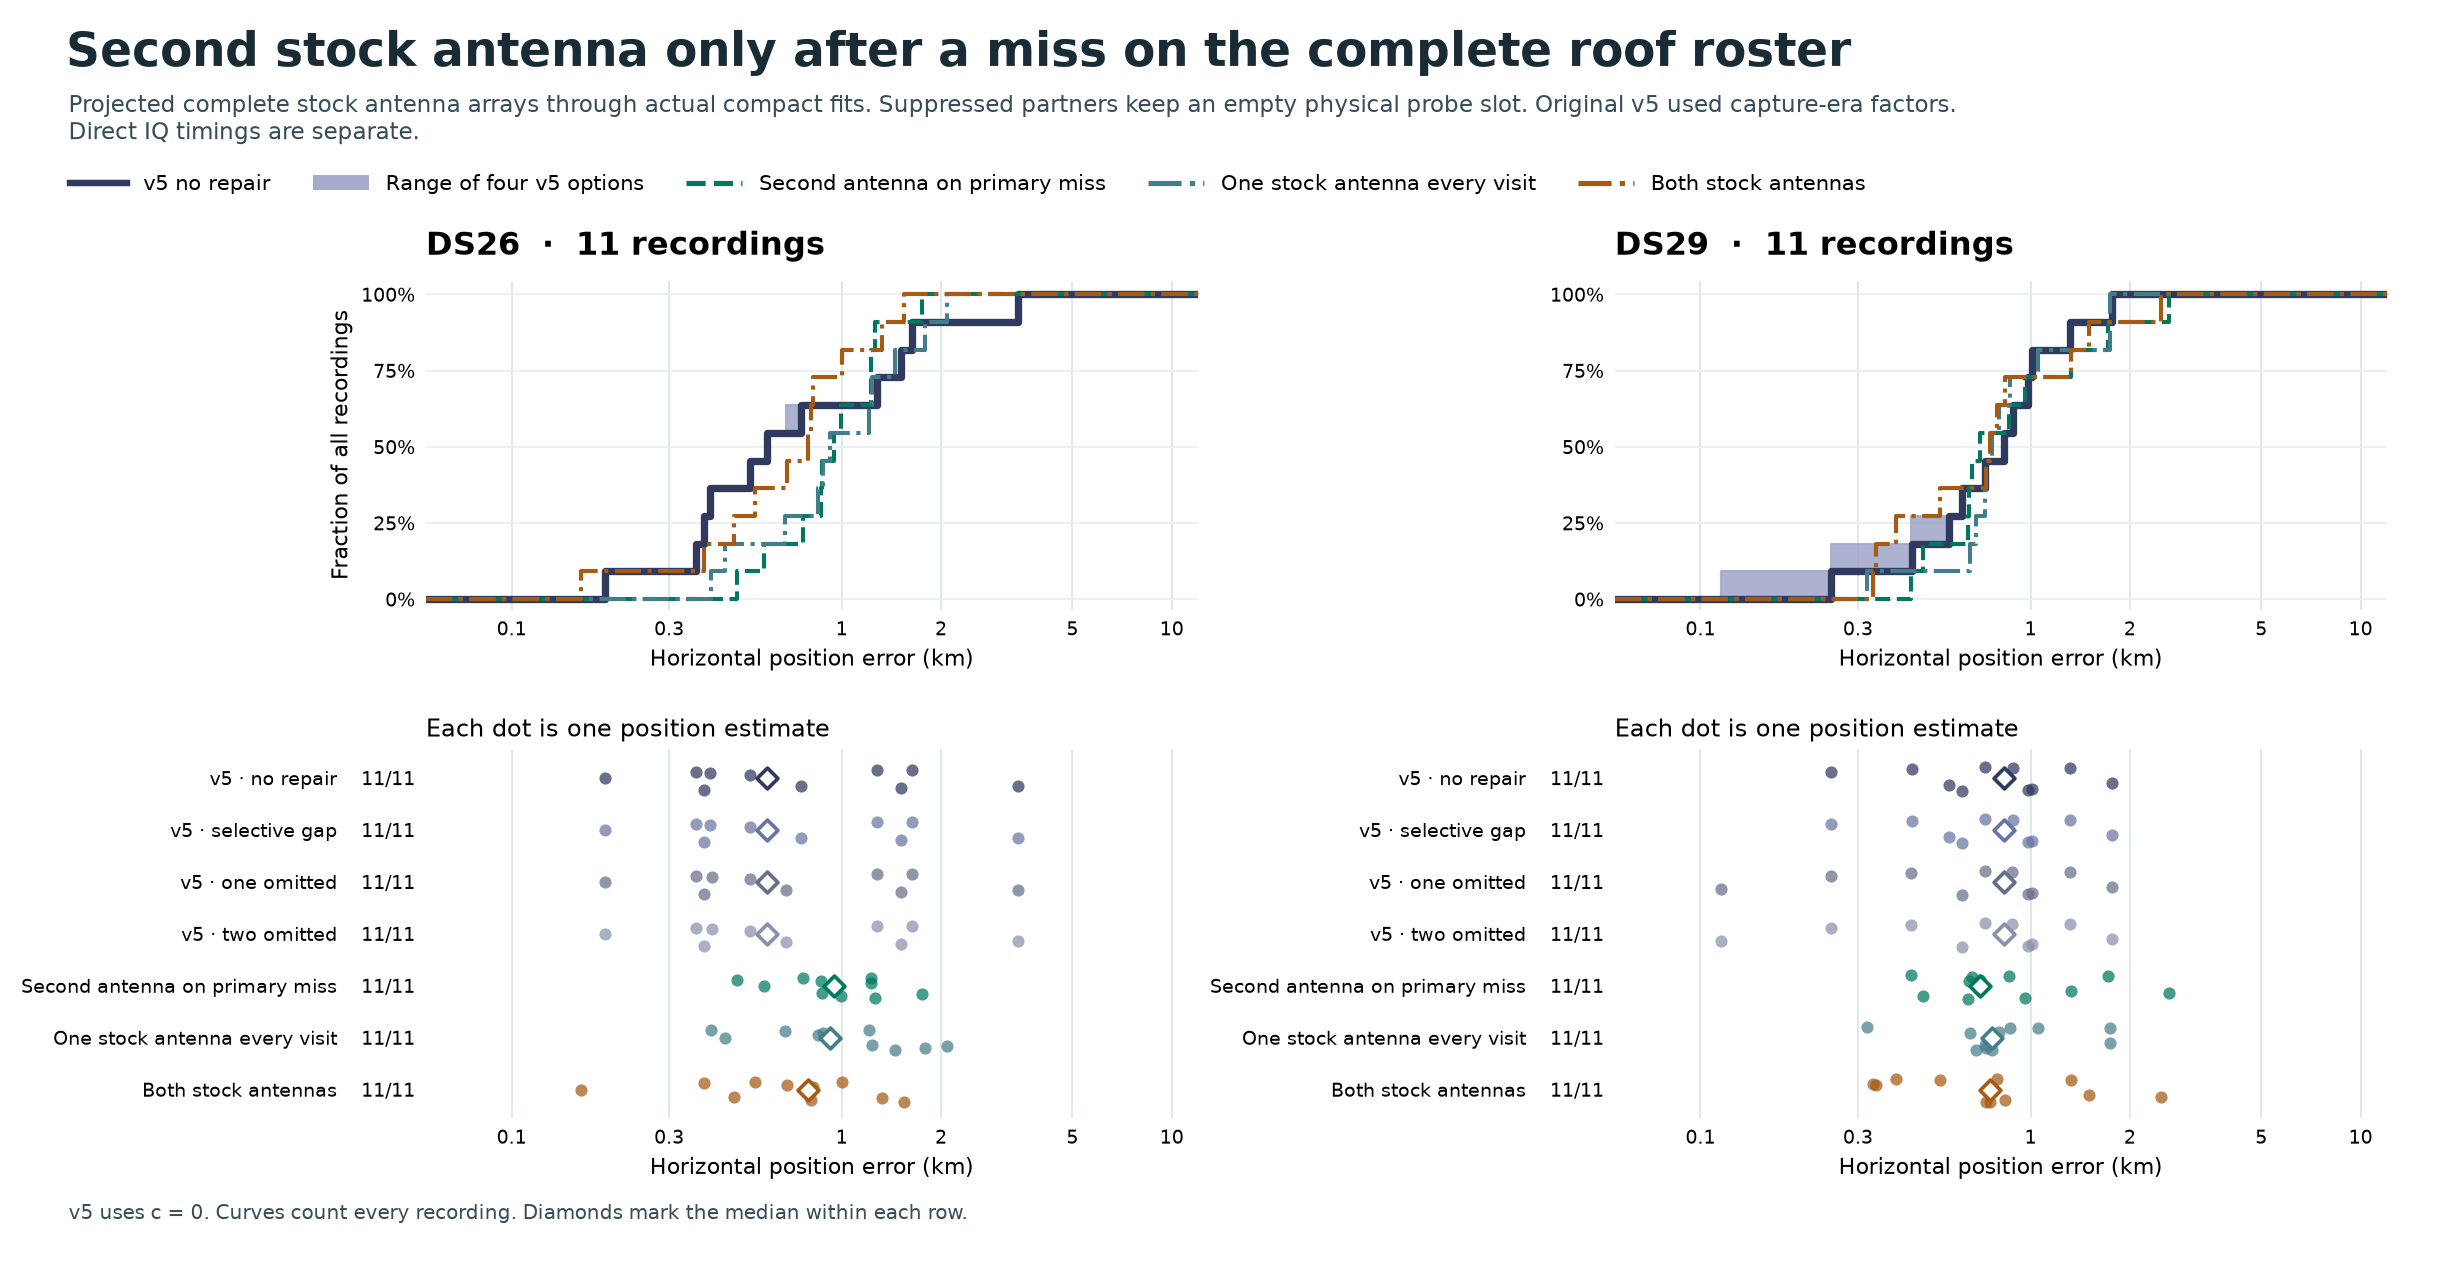 Second stock antenna only after a miss on the complete roof roster
Projected complete stock antenna arrays through actual compact fits. Suppressed partners keep an empty physical probe slot. Original v5 used capture-era factors.
Direct IQ timings are separate.
v5 no repair
Range of four v5 options
Second antenna on primary miss
One stock antenna every visit
Both stock antennas
DS26 · 11 recordings
100%
75%
50%
25%
0%
Fraction of all recordings
0.1 0.3 1 2 5 10
Horizontal position error (km)
DS29 · 11 recordings
100%
75%
50%
25%
0%
0.1 0.3 1 2 5 10
Horizontal position error (km)
Each dot is one position estimate
v5 · no repair 11/11
v5 · selective gap 11/11
v5 · one omitted 11/11
v5 · two omitted 11/11
Second antenna on primary miss 11/11
One stock antenna every visit 11/11
Both stock antennas 11/11
0.1 0.3 1 2 5 10
Horizontal position error (km)
Each dot is one position estimate
v5 · no repair 11/11
v5 · selective gap 11/11
v5 · one omitted 11/11
v5 · two omitted 11/11
Second antenna on primary miss 11/11
One stock antenna every visit 11/11
Both stock antennas 11/11
0.1 0.3 1 2 5 10
Horizontal position error (km)
v5 uses c = 0. Curves count every recording. Diamonds mark the median within each row.